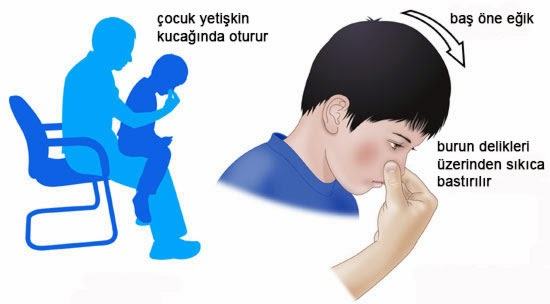 çocuk yetişkin
kucağında oturur
baş öne eğik
burun delikleri
üzerinden sıkıca
bastırılır